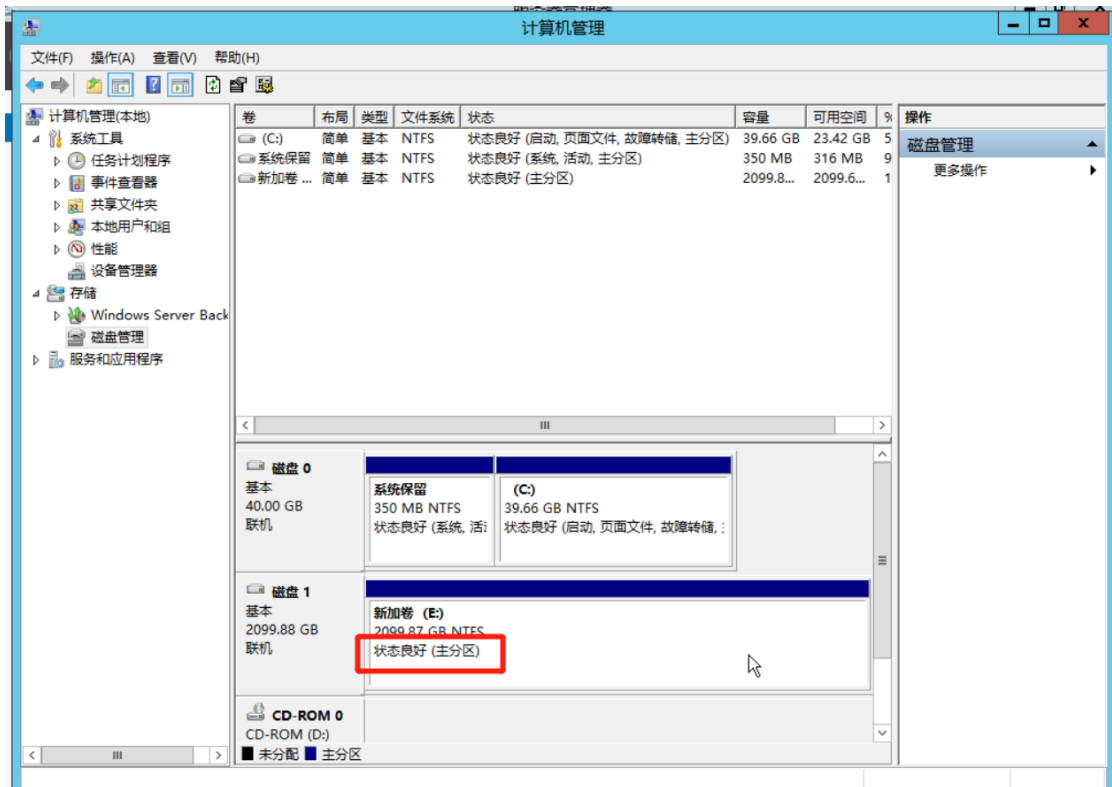 计算机管理
文件(F) 操作(A) 查看(V) 帮助(H)
计算机管理(本地)
系统工具
任务计划程序
事件查看器
共享文件夹
本地用户和组
性能
设备管理器
存储
Windows Server Back
磁盘管理
服务和应用程序
卷 布局 类型 文件系统 状态 容量 可用空间 %
(C:) 简单 基本 NTFS 状态良好 (启动, 页面文件, 故障转储, 主分区) 39.66 GB 23.42 GB 5
系统保留 简单 基本 NTFS 状态良好 (系统, 活动, 主分区) 350 MB 316 MB 9
新加卷 ... 简单 基本 NTFS 状态良好 (主分区) 2099.8... 2099.6... 1
操作
磁盘管理
更多操作
磁盘 0
基本
40.00 GB
联机
系统保留
350 MB NTFS
状态良好 (系统, 活
(C:)
39.66 GB NTFS
状态良好 (启动, 页面文件, 故障转储,
磁盘 1
基本
2099.88 GB
联机
新加卷 (E:)
2099.87 GB NTFS
状态良好 (主分区)
CD-ROM 0
CD-ROM (D:)
未分配 主分区